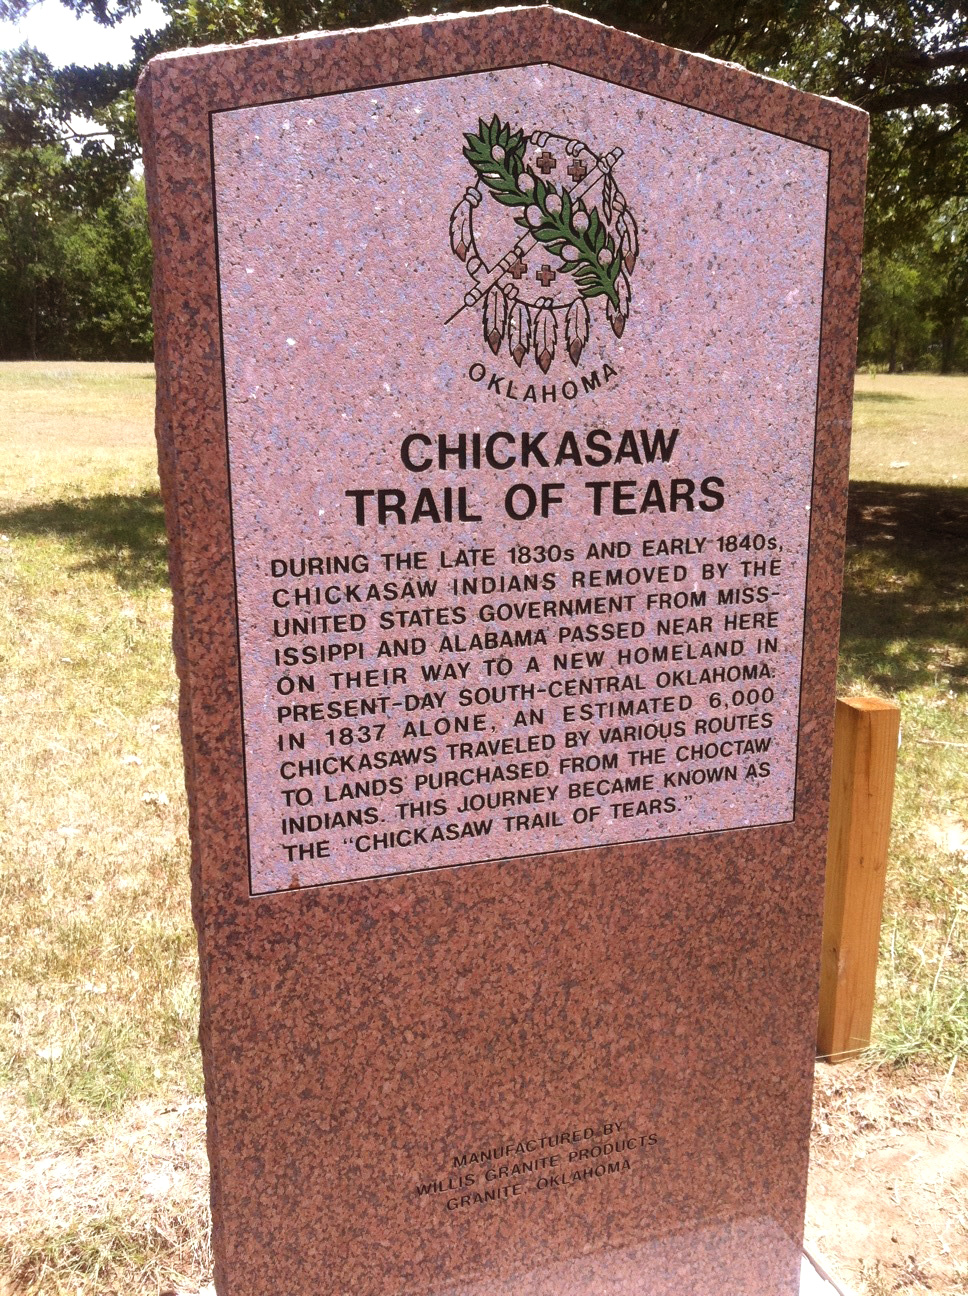 OKLAHOMA
CHICKASAW
TRAIL OF TEARS
DURING THE LATE 1830s AND EARLY 1840s,
CHICKASAW INDIANS REMOVED BY THE
UNITED STATES GOVERNMENT FROM MISS-
ISSIPPI AND ALABAMA PASSED NEAR HERE
ON THEIR WAY TO A NEW HOMELAND IN
PRESENT-DAY SOUTH-CENTRAL OKLAHOMA.
IN 1837 ALONE, AN ESTIMATED 6,000
CHICKASAWS TRAVELED BY VARIOUS ROUTES
TO LANDS PURCHASED FROM THE CHOCTAW
INDIANS. THIS JOURNEY BECAME KNOWN AS
THE "CHICKASAW TRAIL OF TEARS."
MANUFACTURED BY
WILLIS GRANITE PRODUCTS
GRANITE, OKLAHOMA